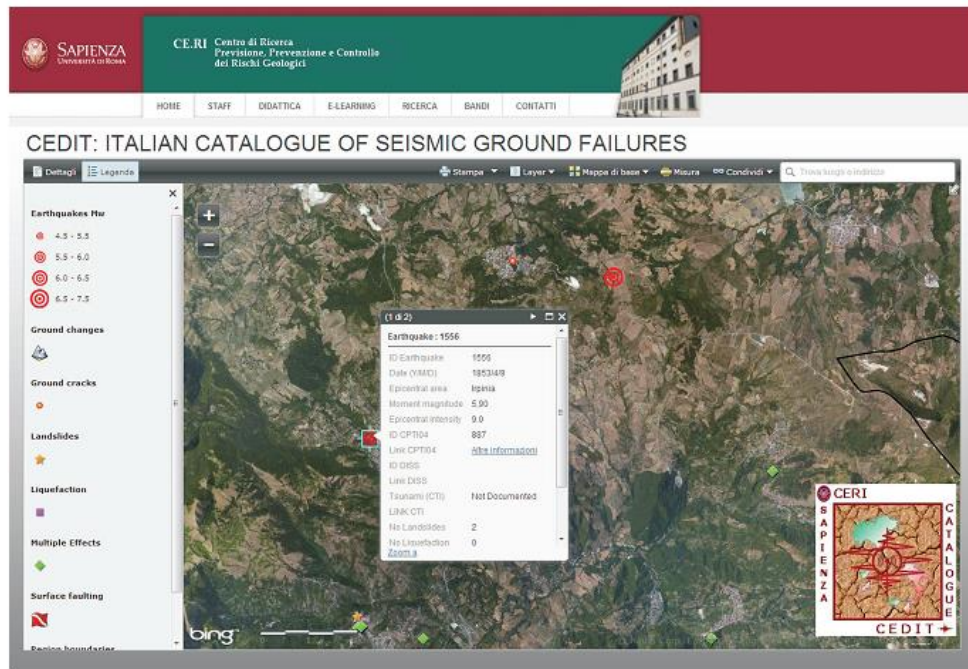 SAPIENZA
UNIVERSITÀ DI ROMA
CE.RI Centro di Ricerca
Previsione, Prevenzione e Controllo
dei Rischi Geologici
HOME STAFF DIDATTICA E-LEARNING RICERCA BANDI CONTATTI
CEDIT: ITALIAN CATALOGUE OF SEISMIC GROUND FAILURES
Dettagli Legenda Stampa Layer Mappa di base Misura Condividi Trova luogo o indirizzo
Earthquakes Mw
4.5 - 5.5
5.5 - 6.0
6.0 - 6.5
6.5 - 7.5
Ground changes
Ground cracks
Landslides
Liquefaction
Multiple Effects
Surface faulting
Region boundaries
(1 di 2)
Earthquake : 1556
ID Earthquake 1556
Date (Y/M/D) 1853/4/9
Epicentral area Irpinia
Moment magnitude 5.90
Epicentral intensity 9.0
ID CPTI04 887
Link CPTI04 Altre informazioni
ID DISS
Link DISS
Tsunami (CTI) Not Documented
LINK CTI
No Landslides 2
No Liquefaction 0
Zoom a
bing
CERI
SAPIENZA
CATALOGUE
CEDIT